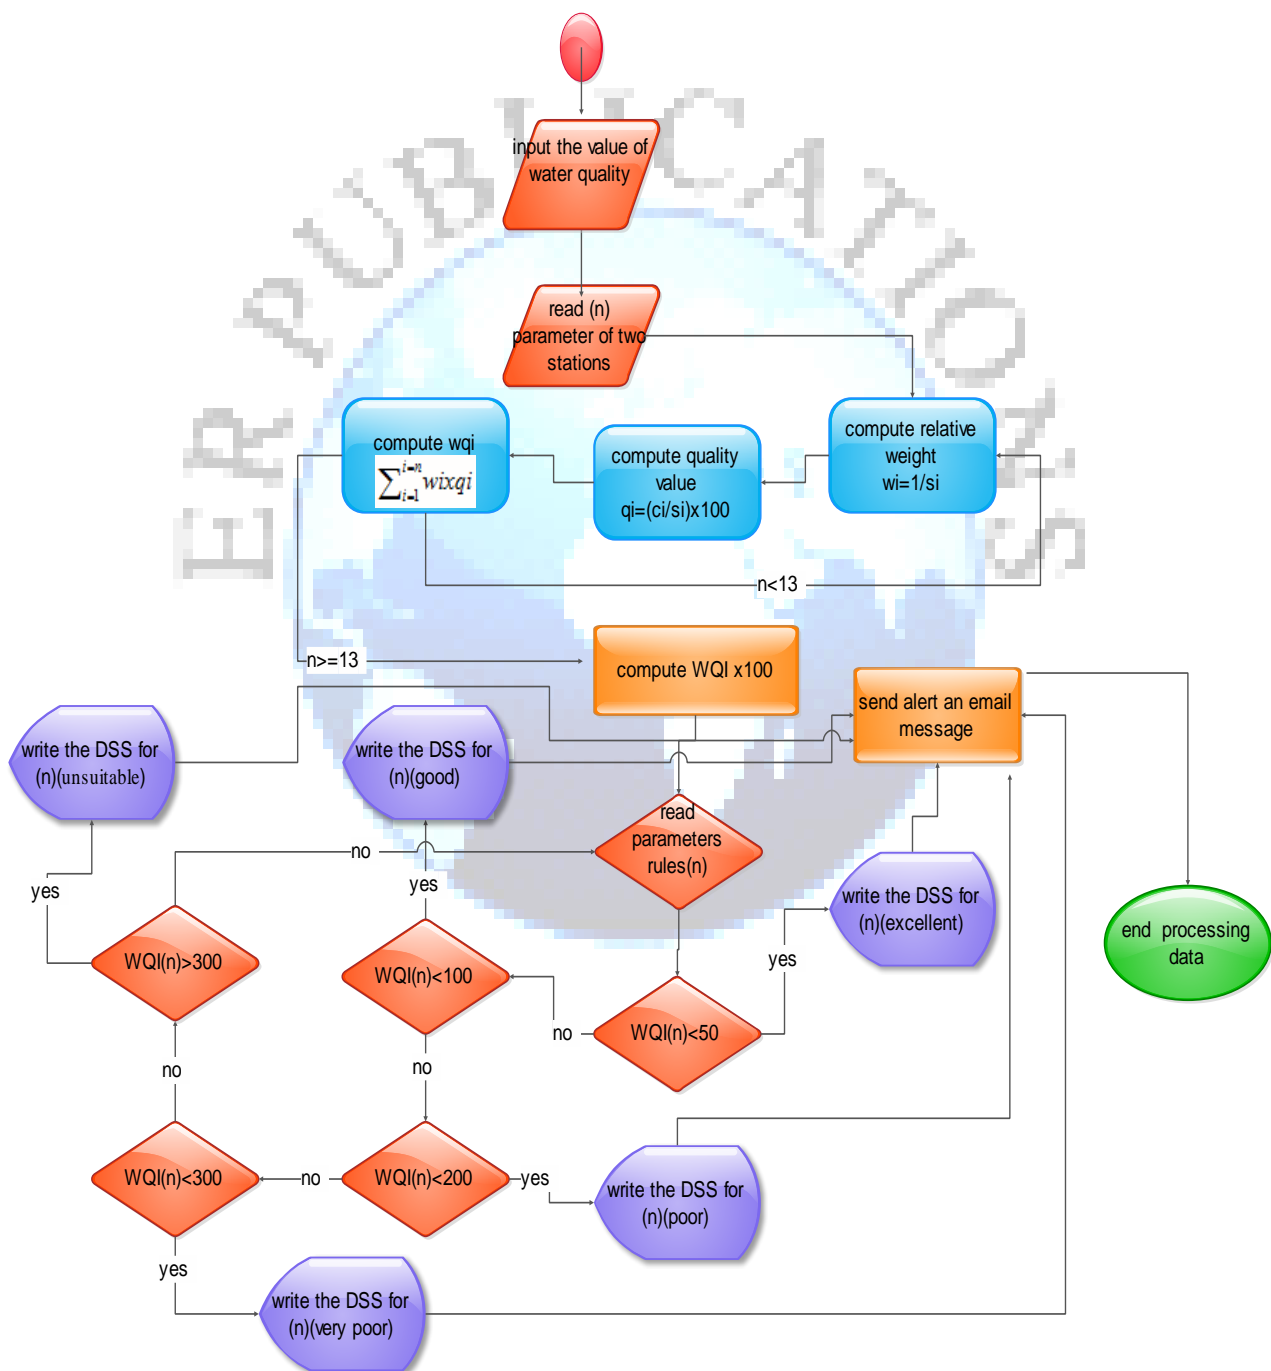 ER PUBLICATIONS
input the value of
water quality
read (n)
parameter of two
stations
compute relative
weight
wi=1/si
compute quality
value
qi=(ci/si)x100
compute wqi
∑_{i=1}^{i=n} wixqi
n<13
n>=13
compute WQI x100
send alert an email
message
write the DSS for
(n)(unsuitable)
write the DSS for
(n)(good)
read
parameters
rules(n)
no
yes
yes
write the DSS for
(n)(excellent)
yes
end processing
data
WQI(n)>300
WQI(n)<100
no
WQI(n)<50
no
no
WQI(n)<300
no
WQI(n)<200
yes
write the DSS for
(n)(poor)
yes
write the DSS for
(n)(very poor)